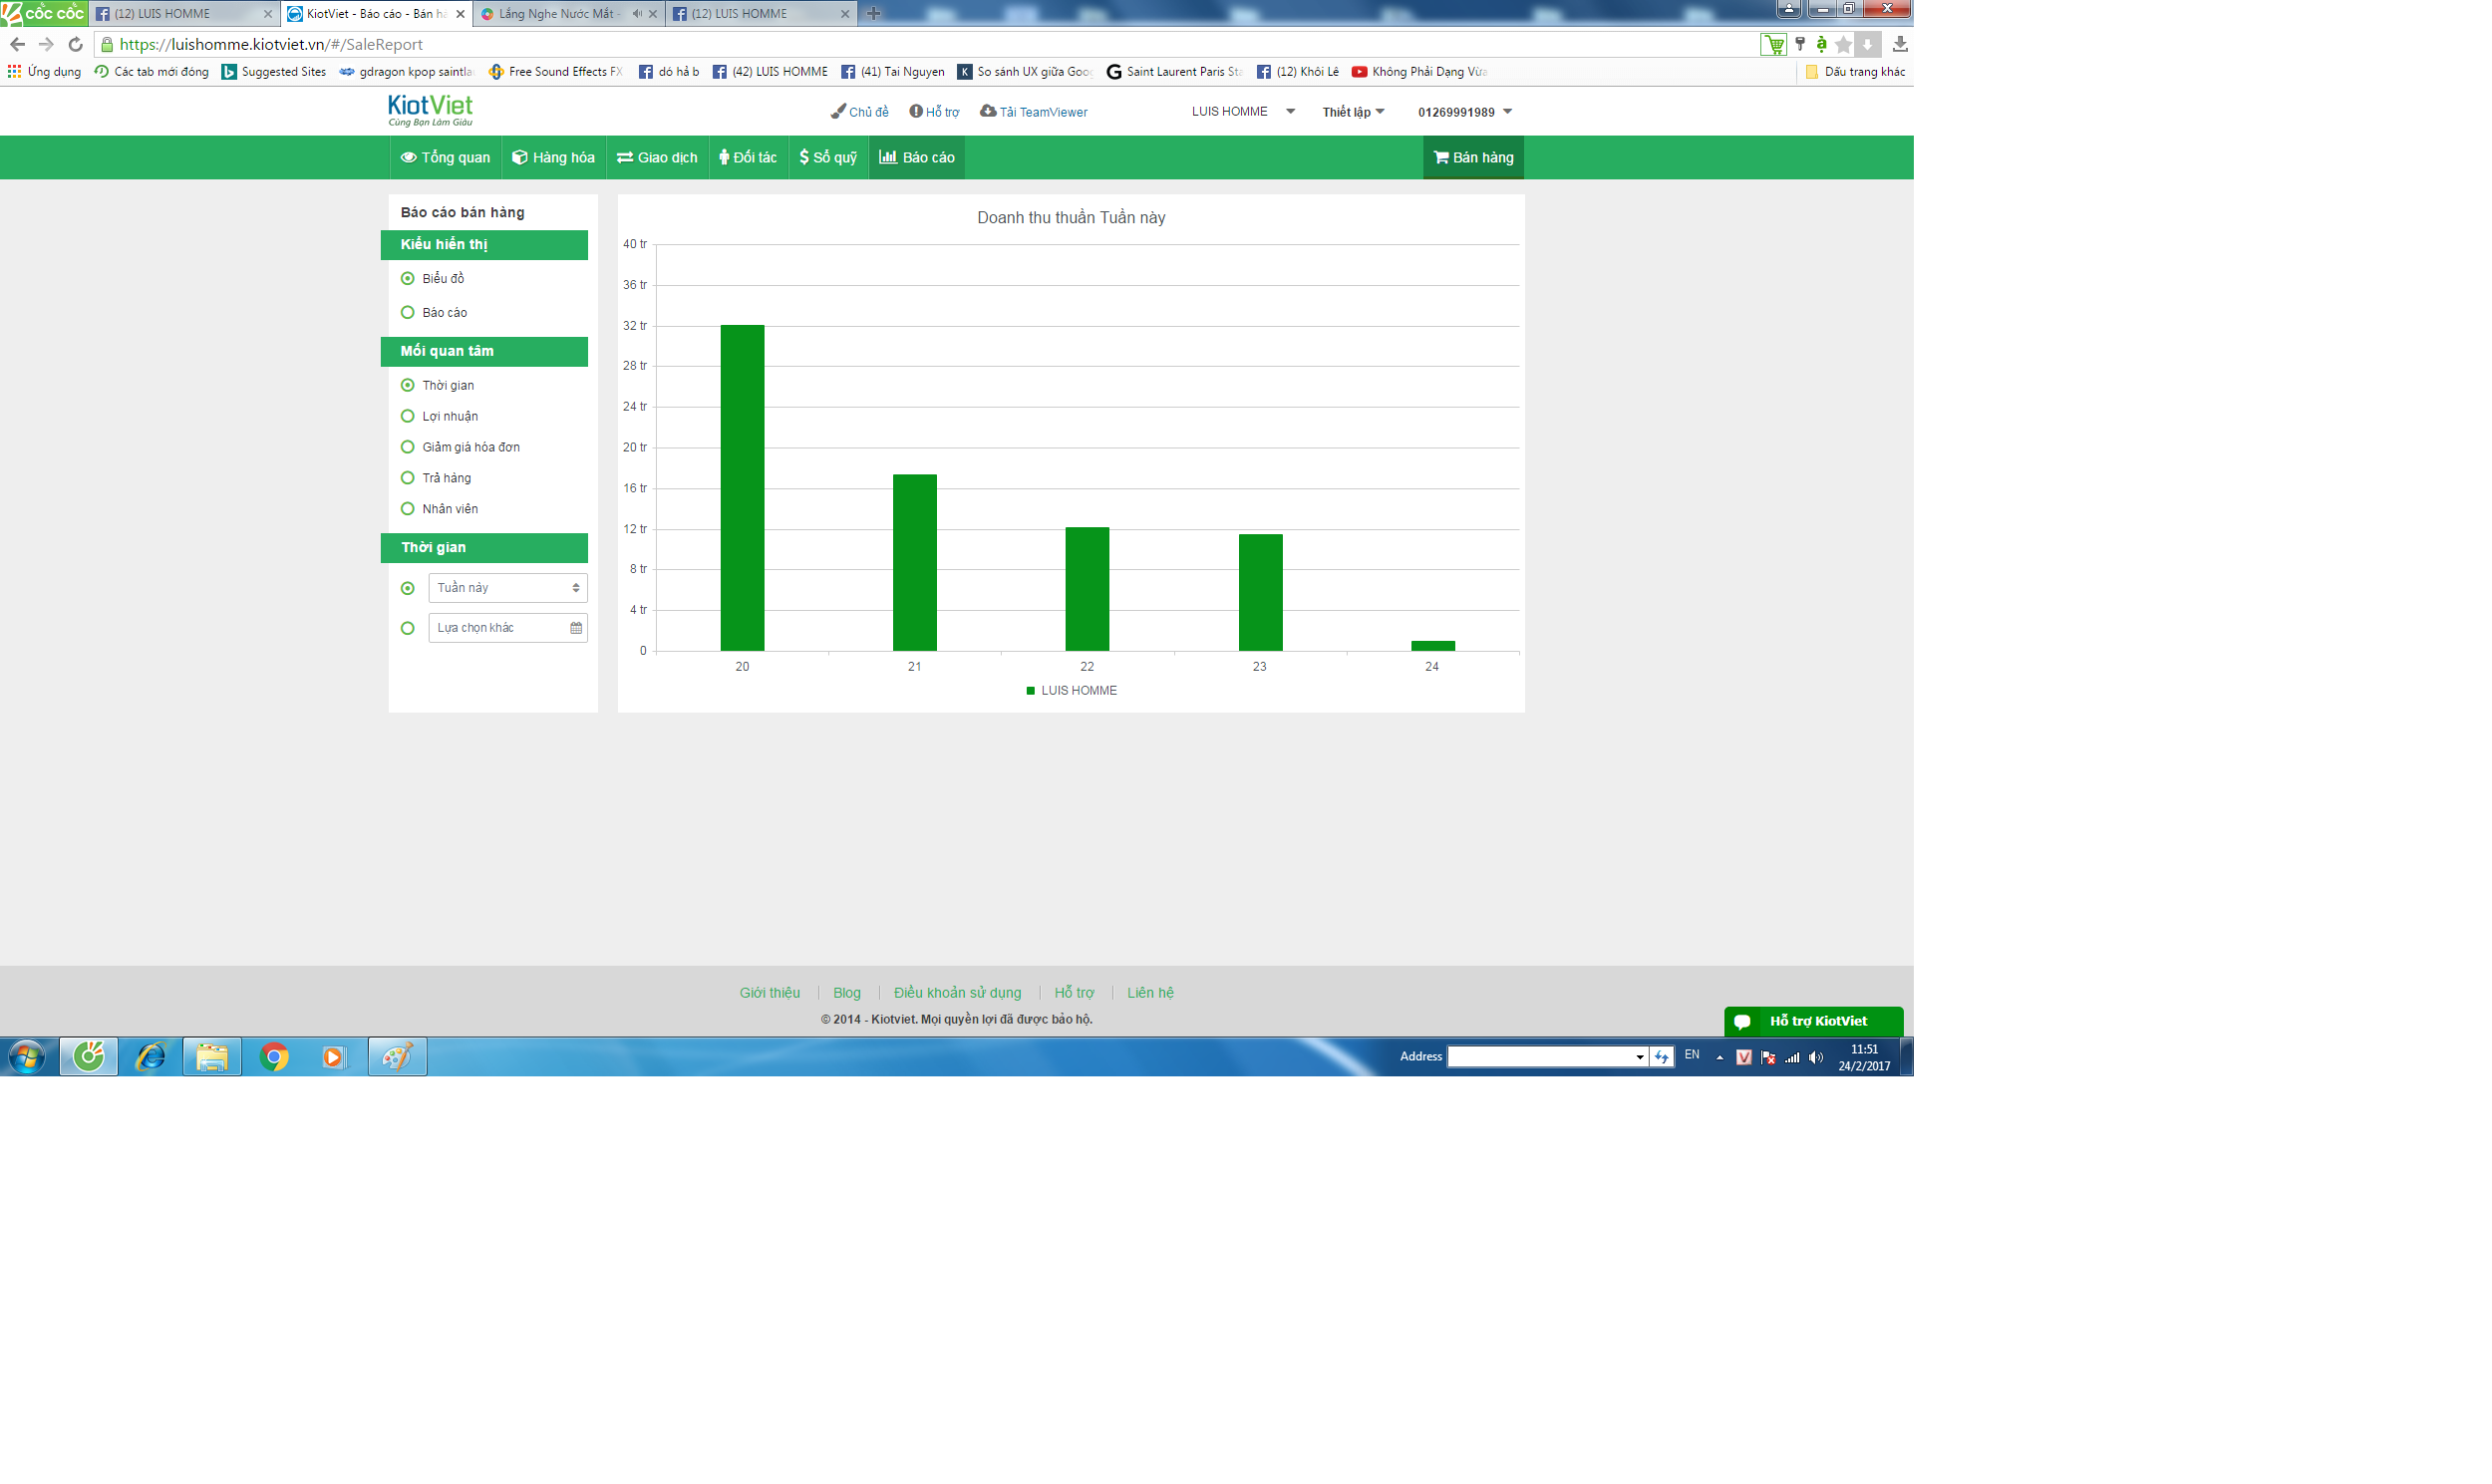 cốc cốc (12) LUIS HOMME KiotViet - Báo cáo - Bán hà Lắng Nghe Nước Mắt - (12) LUIS HOMME
https://luishomme.kiotviet.vn/#/SaleReport
Ứng dụng Các tab mới đóng Suggested Sites gdragon kpop saintla Free Sound Effects FX dó hả b (42) LUIS HOMME (41) Tai Nguyen So sánh UX giữa Goog Saint Laurent Paris Sta (12) Khôi Lê Không Phải Dạng Vừa Dấu trang khác
KiotViet
Cùng Bạn Làm Giàu
Chủ đề Hỗ trợ Tải TeamViewer LUIS HOMME Thiết lập 01269991989
Tổng quan Hàng hóa Giao dịch Đối tác Sổ quỹ Báo cáo Bán hàng
Báo cáo bán hàng
Kiểu hiển thị
Biểu đồ
Báo cáo
Mối quan tâm
Thời gian
Lợi nhuận
Giảm giá hóa đơn
Trả hàng
Nhân viên
Thời gian
Tuần này
Lựa chọn khác
Doanh thu thuần Tuần này
40 tr
36 tr
32 tr
28 tr
24 tr
20 tr
16 tr
12 tr
8 tr
4 tr
0
20 21 22 23 24
LUIS HOMME
Giới thiệu Blog Điều khoản sử dụng Hỗ trợ Liên hệ
© 2014 - Kiotviet. Mọi quyền lợi đã được bảo hộ.
Hỗ trợ KiotViet
Address EN 11:51
24/2/2017